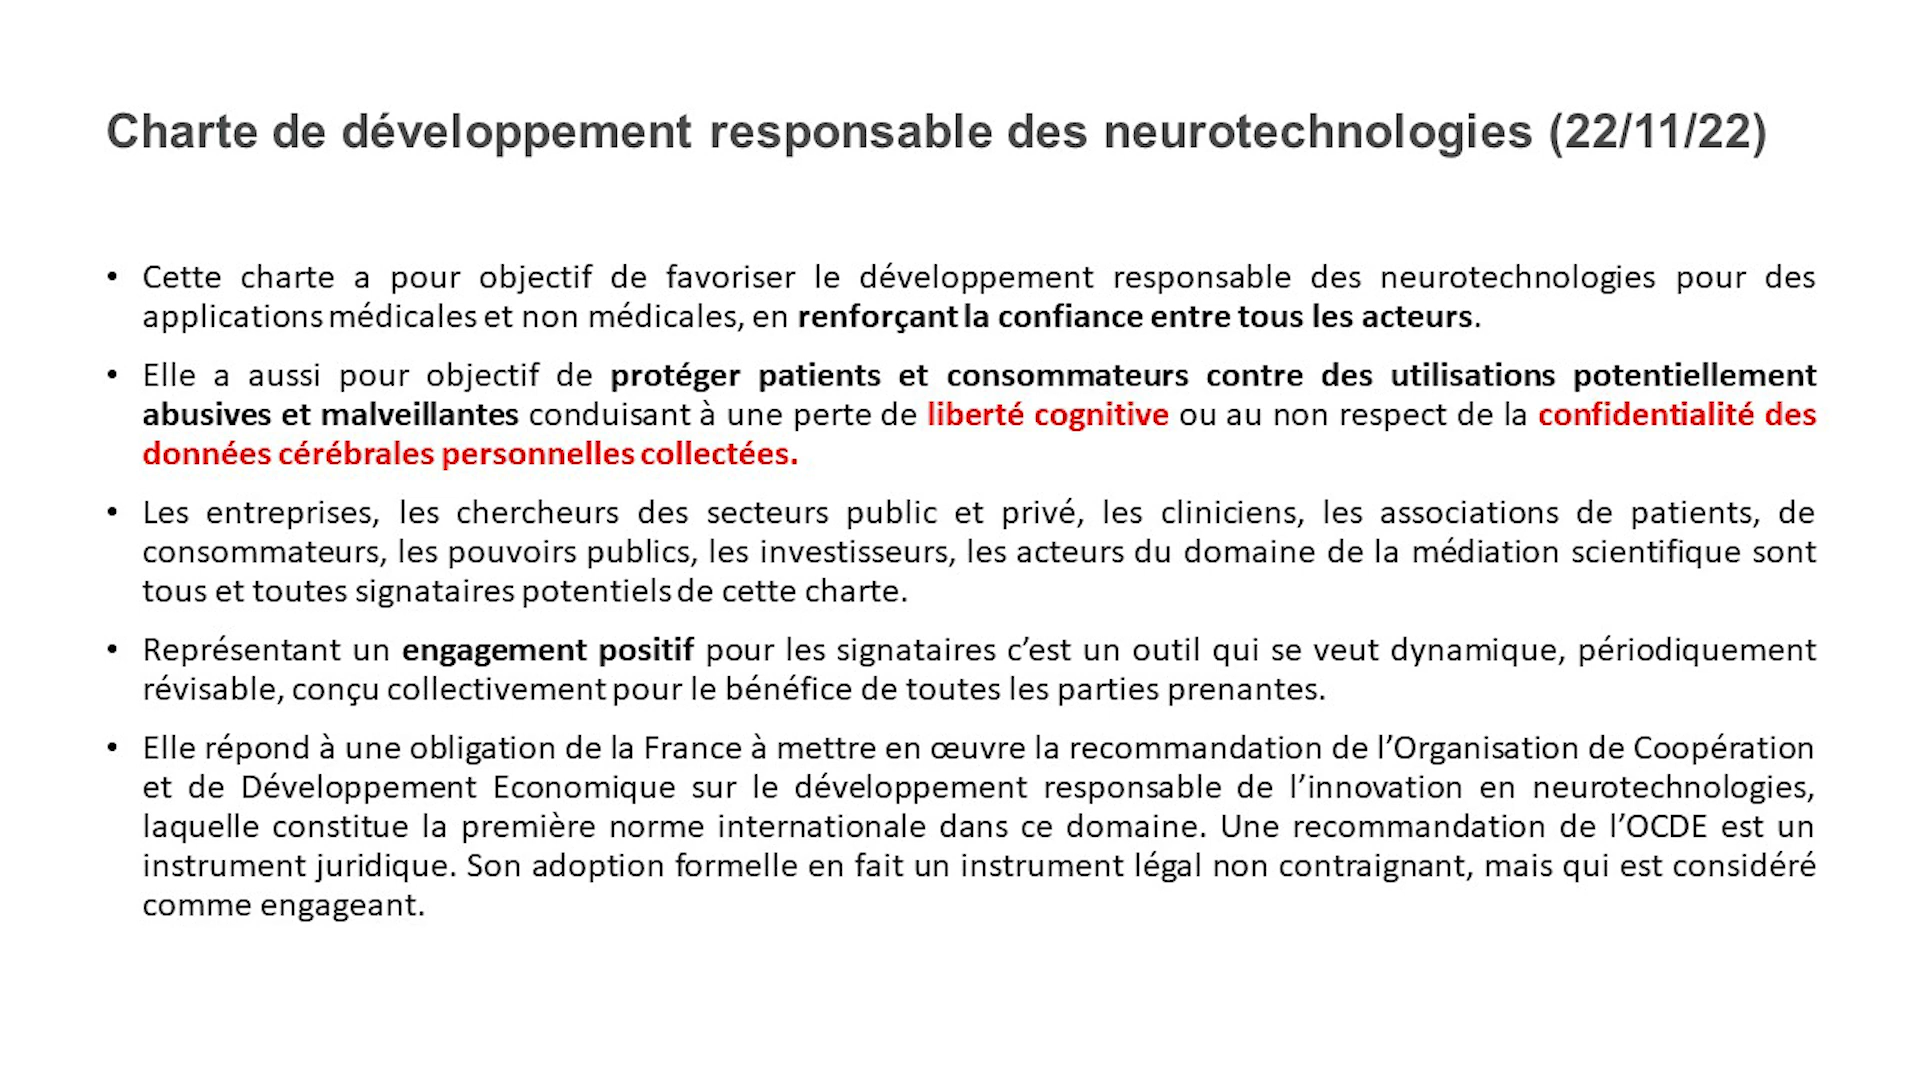 Charte de développement responsable des neurotechnologies (22/11/22)
• Cette charte a pour objectif de favoriser le développement responsable des neurotechnologies pour des
applications médicales et non médicales, en renforçant la confiance entre tous les acteurs.
• Elle a aussi pour objectif de protéger patients et consommateurs contre des utilisations potentiellement
abusives et malveillantes conduisant à une perte de liberté cognitive ou au non respect de la confidentialité des
données cérébrales personnelles collectées.
• Les entreprises, les chercheurs des secteurs public et privé, les cliniciens, les associations de patients, de
consommateurs, les pouvoirs publics, les investisseurs, les acteurs du domaine de la médiation scientifique sont
tous et toutes signataires potentiels de cette charte.
• Représentant un engagement positif pour les signataires c’est un outil qui se veut dynamique, périodiquement
révisable, conçu collectivement pour le bénéfice de toutes les parties prenantes.
• Elle répond à une obligation de la France à mettre en œuvre la recommandation de l’Organisation de Coopération
et de Développement Economique sur le développement responsable de l’innovation en neurotechnologies,
laquelle constitue la première norme internationale dans ce domaine. Une recommandation de l’OCDE est un
instrument juridique. Son adoption formelle en fait un instrument légal non contraignant, mais qui est considéré
comme engageant.